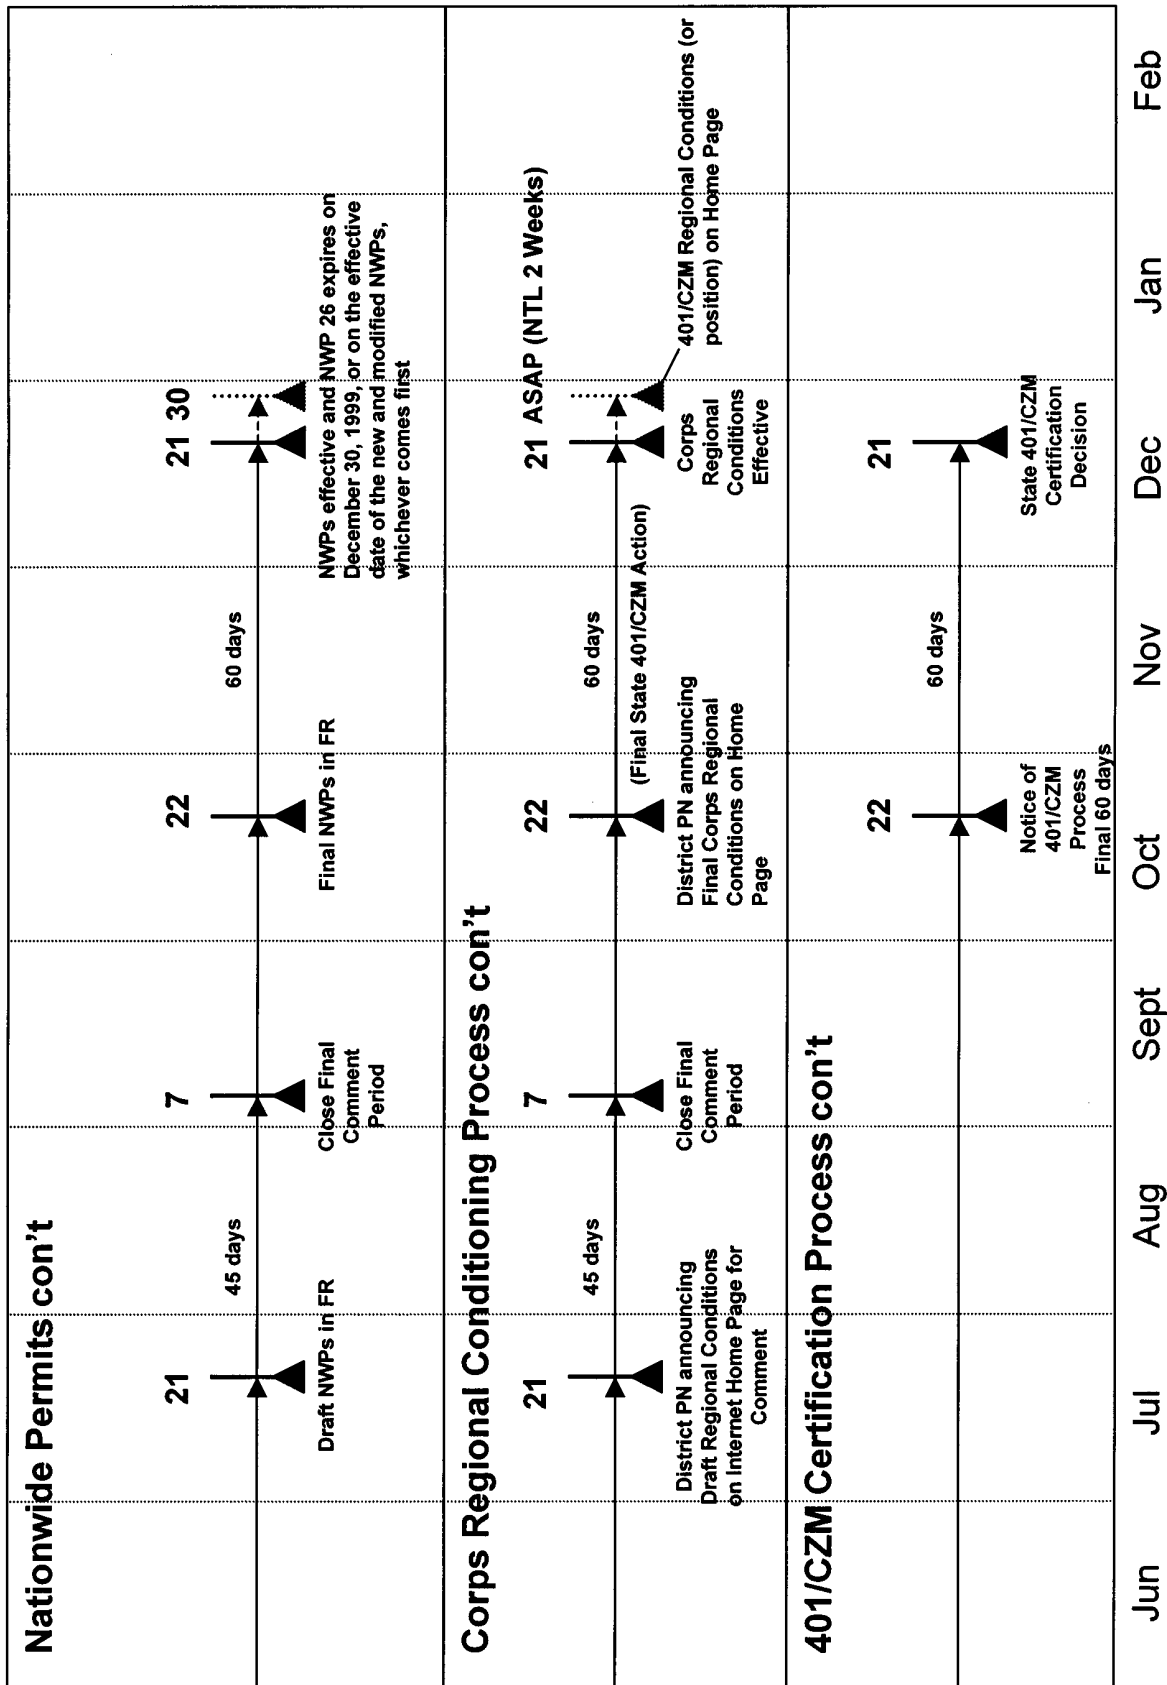 Nationwide Permits con't
21
7
22
21 30
45 days
60 days
Draft NWPs in FR
Close Final
Comment
Period
Final NWPs in FR
NWPs effective and NWP 26 expires on
December 30, 1999, or on the effective
date of the new and modified NWPs,
whichever comes first
Corps Regional Conditioning Process con't
21
7
22
21 ASAP (NTL 2 Weeks)
45 days
60 days
(Final State 401/CZM Action)
District PN announcing
Draft Regional Conditions
on Internet Home Page for
Comment
Close Final
Comment
Period
District PN announcing
Final Corps Regional
Conditions on Home
Page
Corps
Regional
Conditions
Effective
401/CZM Regional Conditions (or
position) on Home Page
401/CZM Certification Process con't
22
21
60 days
Notice of
401/CZM
Process
Final 60 days
State 401/CZM
Certification
Decision
Jun
Jul
Aug
Sept
Oct
Nov
Dec
Jan
Feb